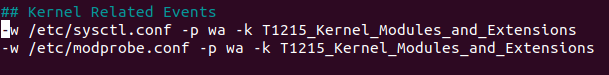 ## Kernel Related Events
-w /etc/sysctl.conf -p wa -k T1215_Kernel_Modules_and_Extensions
-w /etc/modprobe.conf -p wa -k T1215_Kernel_Modules_and_Extensions